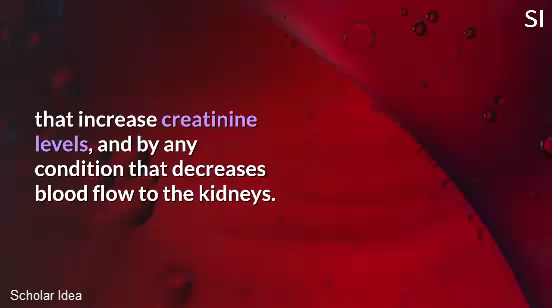 SI
that increase creatinine
levels, and by any
condition that decreases
blood flow to the kidneys.
Scholar Idea